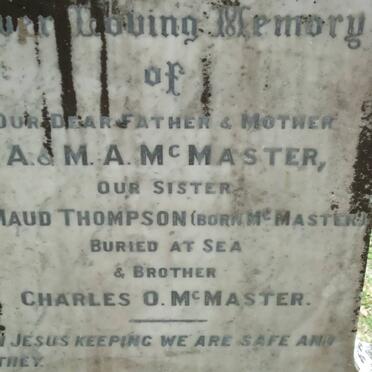 ver Loving Memory
of
OUR DEAR FATHER & MOTHER
A. & M. A. McMASTER,
OUR SISTER
MAUD THOMPSON (BORN McMASTER)
BURIED AT SEA
& BROTHER
CHARLES O. McMASTER.
N JESUS KEEPING WE ARE SAFE AND
THEY.